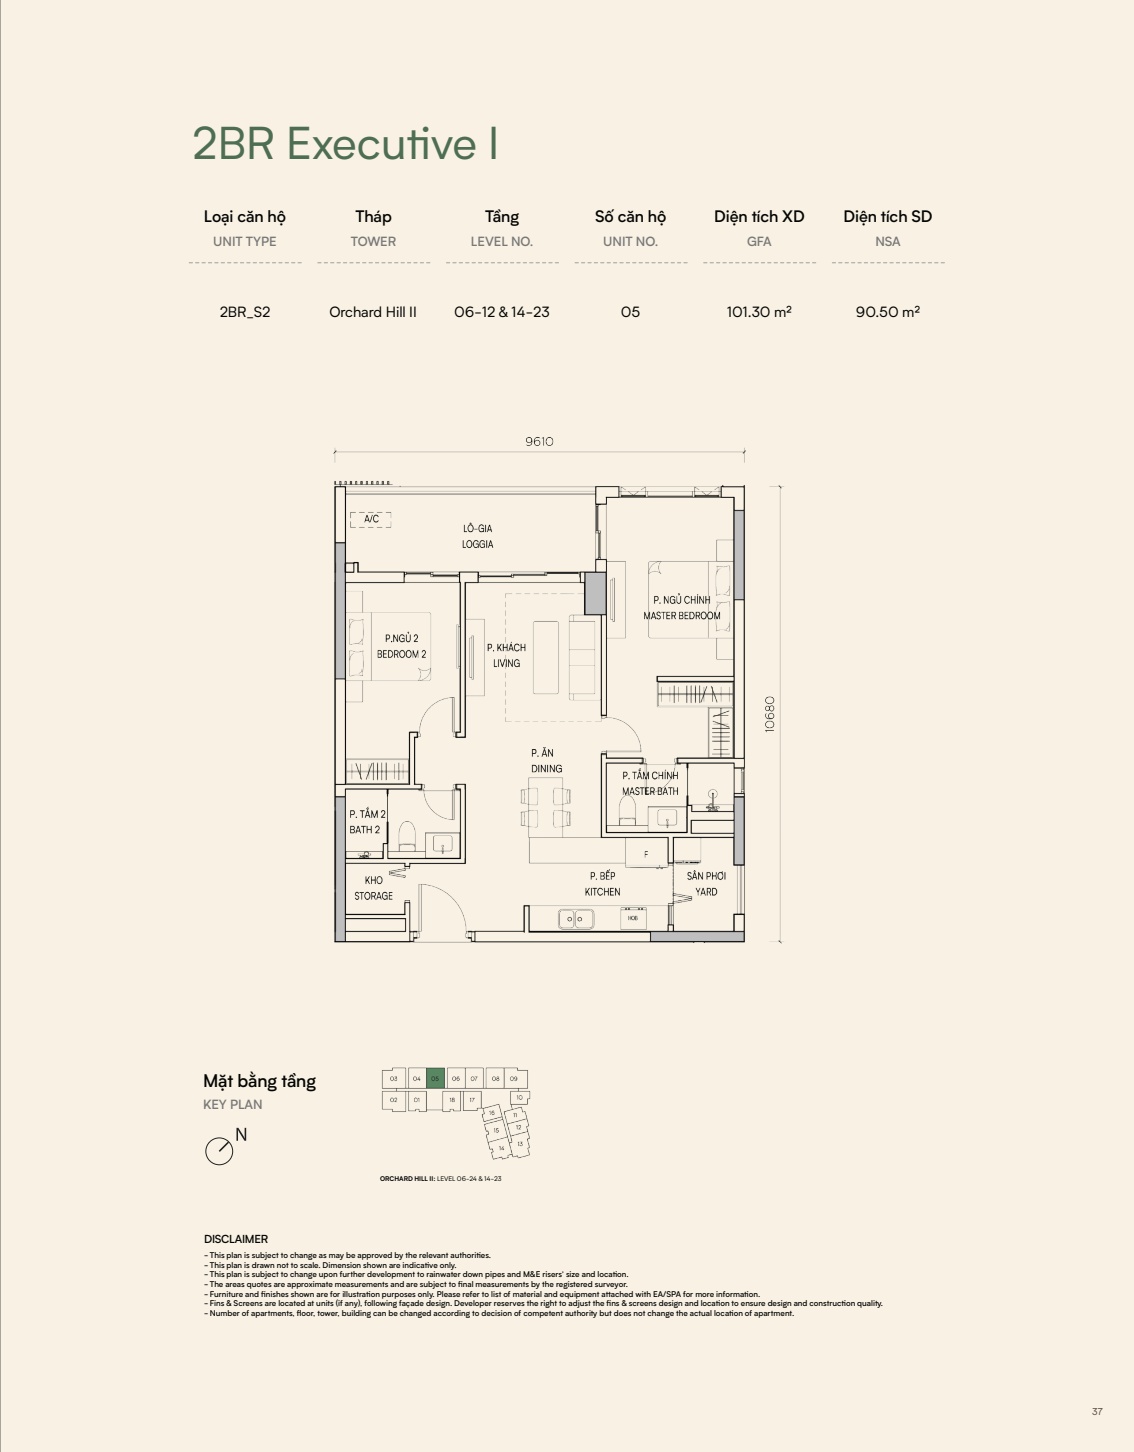 2BR Executive I
Loại căn hộ Tháp Tầng Số căn hộ Diện tích XD Diện tích SD
UNIT TYPE TOWER LEVEL NO. UNIT NO. GFA NSA
2BR_S2 Orchard Hill II 06-12 & 14-23 05 101.30 m² 90.50 m²
9610
A/C
LÔ-GIA
LOGGIA
P. NGỦ CHÍNH
MASTER BEDROOM
P.NGỦ 2
BEDROOM 2
P. KHÁCH
LIVING
10680
P. ĂN
DINING
P. TẮM CHÍNH
MASTER BATH
P. TẮM 2
BATH 2
F
KHO
STORAGE
P. BẾP
KITCHEN
SÂN PHƠI
YARD
HOB
Mặt bằng tầng
KEY PLAN
N
03 04 05 06 07 08 09
02 01 18 17 10
16 11
15 12
14 13
ORCHARD HILL II: LEVEL 06-24 & 14-23
DISCLAIMER
- This plan is subject to change as may be approved by the relevant authorities.
- This plan is drawn not to scale. Dimension shown are indicative only.
- This plan is subject to change upon further development to rainwater down pipes and M&E risers' size and location.
- The areas quotes are approximate measurements and are subject to final measurements by the registered surveyor.
- Furniture and finishes shown are for illustration purposes only. Please refer to list of material and equipment attached with EA/SPA for more information.
- Fins & Screens are located at units (if any), following façade design. Developer reserves the right to adjust the fins & screens design and location to ensure design and construction quality.
- Number of apartments, floor, tower, building can be changed according to decision of competent authority but does not change the actual location of apartment.
37